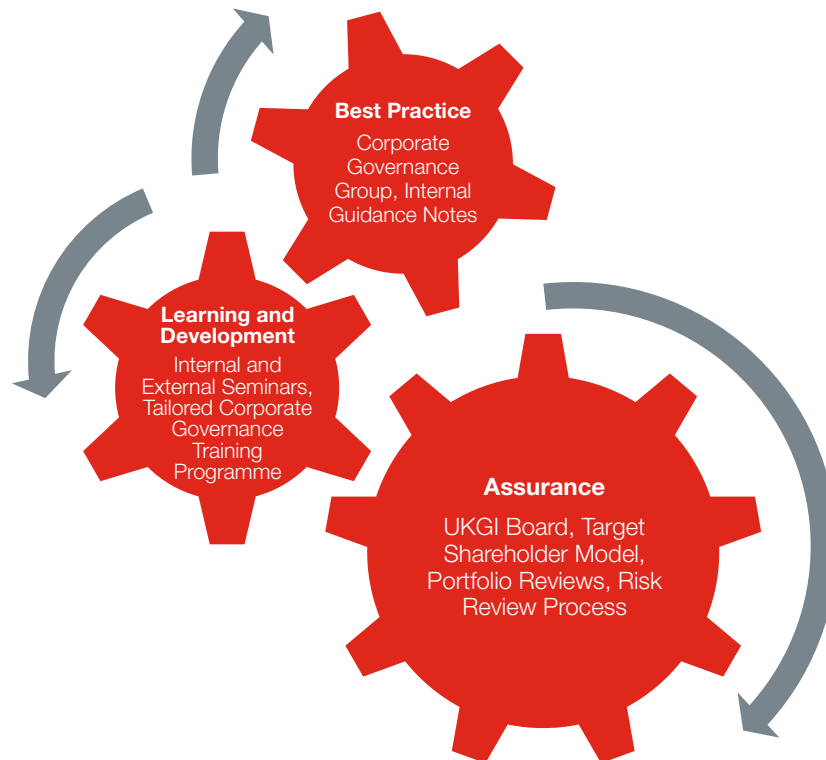 Best Practice
Corporate
Governance
Group, Internal
Guidance Notes
Learning and
Development
Internal and
External Seminars,
Tailored Corporate
Governance
Training
Programme
Assurance
UKGI Board, Target
Shareholder Model,
Portfolio Reviews, Risk
Review Process